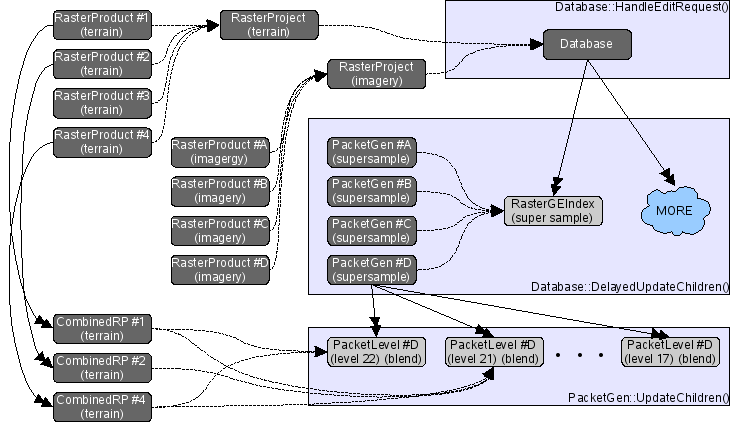 Database::HandleEditRequest()
RasterProduct #1
(terrain)
RasterProject
(terrain)
Database
RasterProduct #2
(terrain)
RasterProject
(imagery)
RasterProduct #3
(terrain)
RasterProduct #4
(terrain)
RasterProduct #A
(imagergy)
PacketGen #A
(supersample)
RasterProduct #B
(imagery)
PacketGen #B
(supersample)
RasterGEIndex
(super sample)
MORE
RasterProduct #C
(imagery)
PacketGen #C
(supersample)
RasterProduct #D
(imagery)
PacketGen #D
(supersample)
Database::DelayedUpdateChildren()
CombinedRP #1
(terrain)
PacketLevel #D
(level 22) (blend)
PacketLevel #D
(level 21) (blend)
. . .
PacketLevel #D
(level 17) (blend)
CombinedRP #2
(terrain)
CombinedRP #4
(terrain)
PacketGen::UpdateChildren()